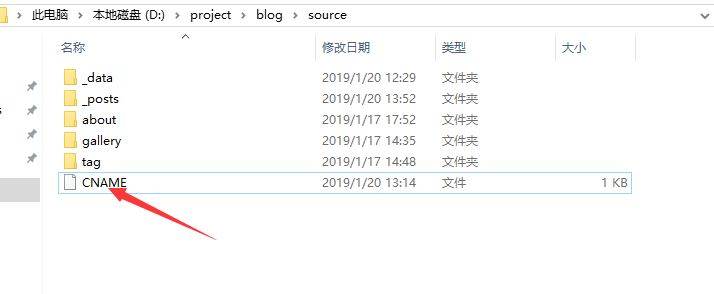 此电脑 > 本地磁盘 (D:) > project > blog > source
名称 修改日期 类型 大小
_data 2019/1/20 12:29 文件夹
_posts 2019/1/20 13:52 文件夹
about 2019/1/17 17:52 文件夹
gallery 2019/1/17 14:35 文件夹
tag 2019/1/17 14:48 文件夹
CNAME 2019/1/20 13:14 文件 1 KB